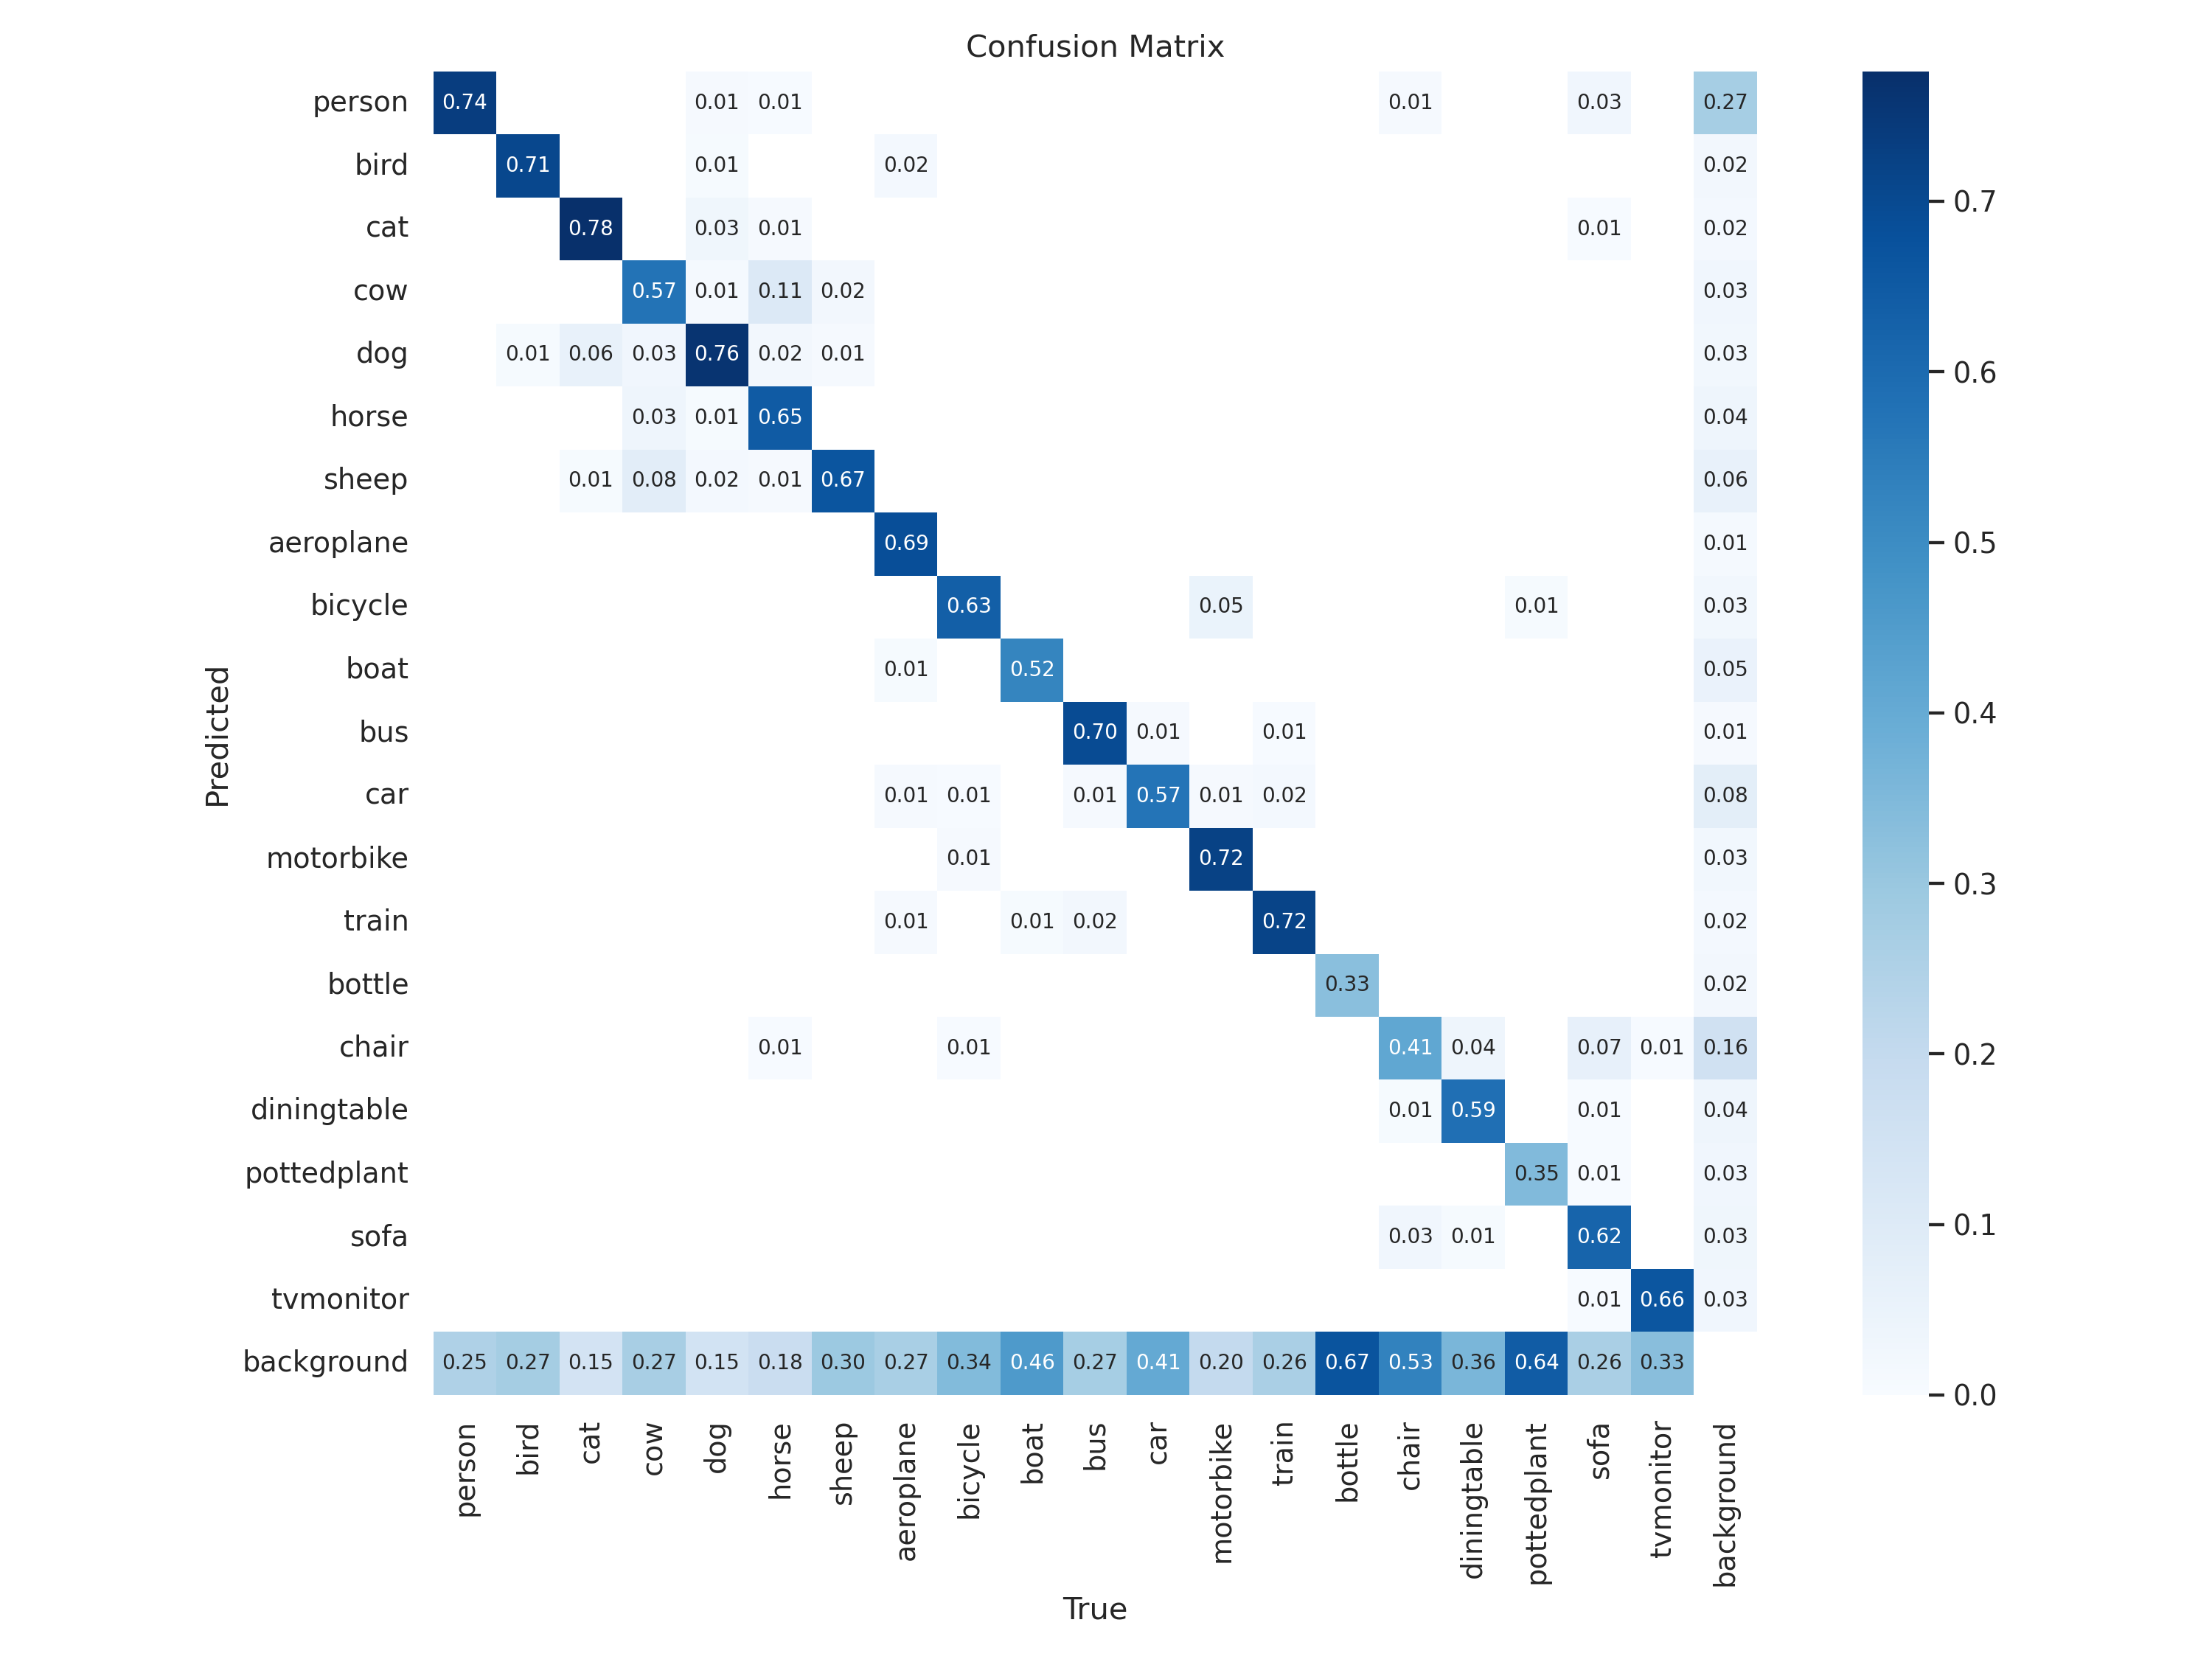 Confusion Matrix
person 0.74 0.01 0.01 0.01 0.03 0.27
bird 0.71 0.01 0.02 0.02
cat 0.78 0.03 0.01 0.01 0.02
cow 0.57 0.01 0.11 0.02 0.03
dog 0.01 0.06 0.03 0.76 0.02 0.01 0.03
horse 0.03 0.01 0.65 0.04
sheep 0.01 0.08 0.02 0.01 0.67 0.06
aeroplane 0.69 0.01
bicycle 0.63 0.05 0.01 0.03
boat 0.01 0.52 0.05
bus 0.70 0.01 0.01 0.01
car 0.01 0.01 0.01 0.57 0.01 0.02 0.08
motorbike 0.01 0.72 0.03
train 0.01 0.01 0.02 0.72 0.02
bottle 0.33 0.02
chair 0.01 0.01 0.41 0.04 0.07 0.01 0.16
diningtable 0.01 0.59 0.01 0.04
pottedplant 0.35 0.01 0.03
sofa 0.03 0.01 0.62 0.03
tvmonitor 0.01 0.66 0.03
background 0.25 0.27 0.15 0.27 0.15 0.18 0.30 0.27 0.34 0.46 0.27 0.41 0.20 0.26 0.67 0.53 0.36 0.64 0.26 0.33
person bird cat cow dog horse sheep aeroplane bicycle boat bus car motorbike train bottle chair diningtable pottedplant sofa tvmonitor background
True
Predicted
0.7
0.6
0.5
0.4
0.3
0.2
0.1
0.0